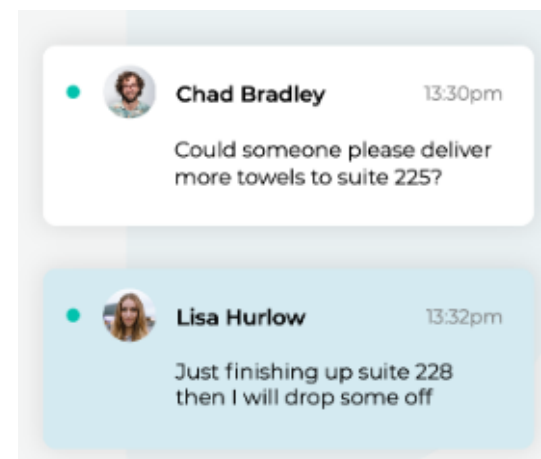 Chad Bradley 13:30pm
Could someone please deliver
more towels to suite 225?
Lisa Hurlow 13:32pm
Just finishing up suite 228
then I will drop some off